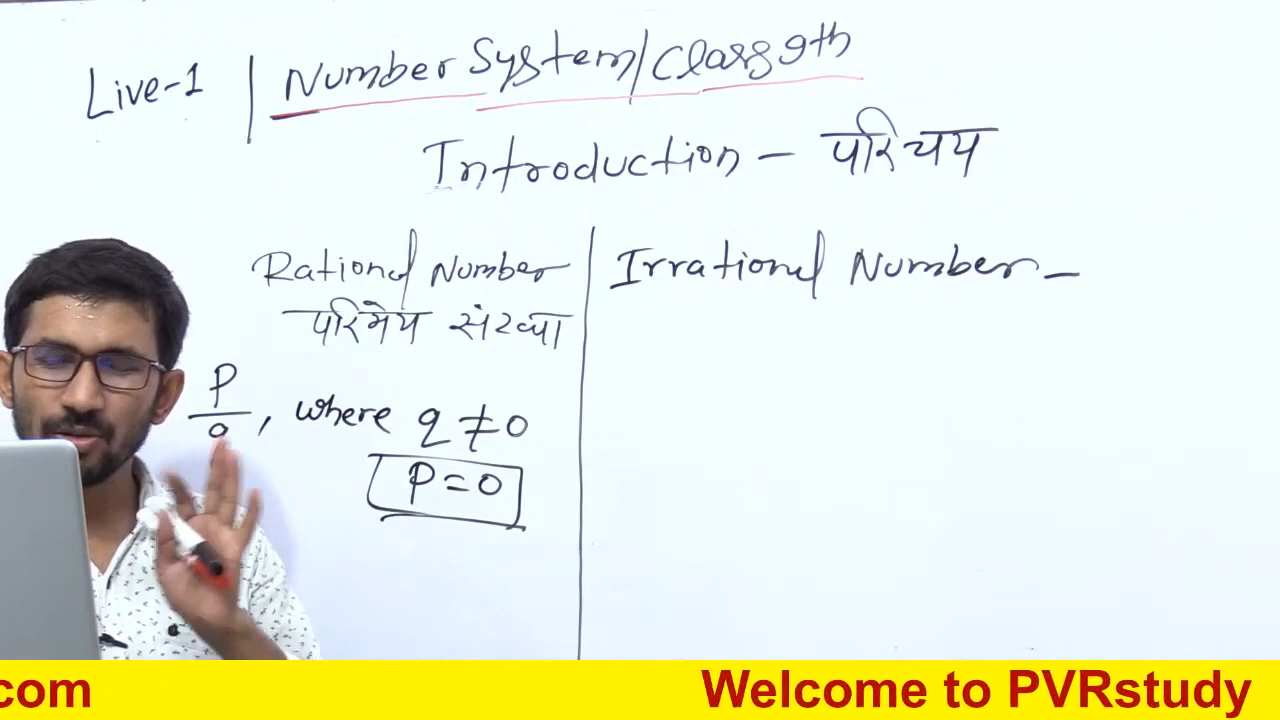 Live-1 | Number System/Class 9th
Introduction - परिचय
Rational Number
परिमेय संख्या
P/0, where q ≠ 0
P = 0
Irrational Number -
com
Welcome to PVRstudy